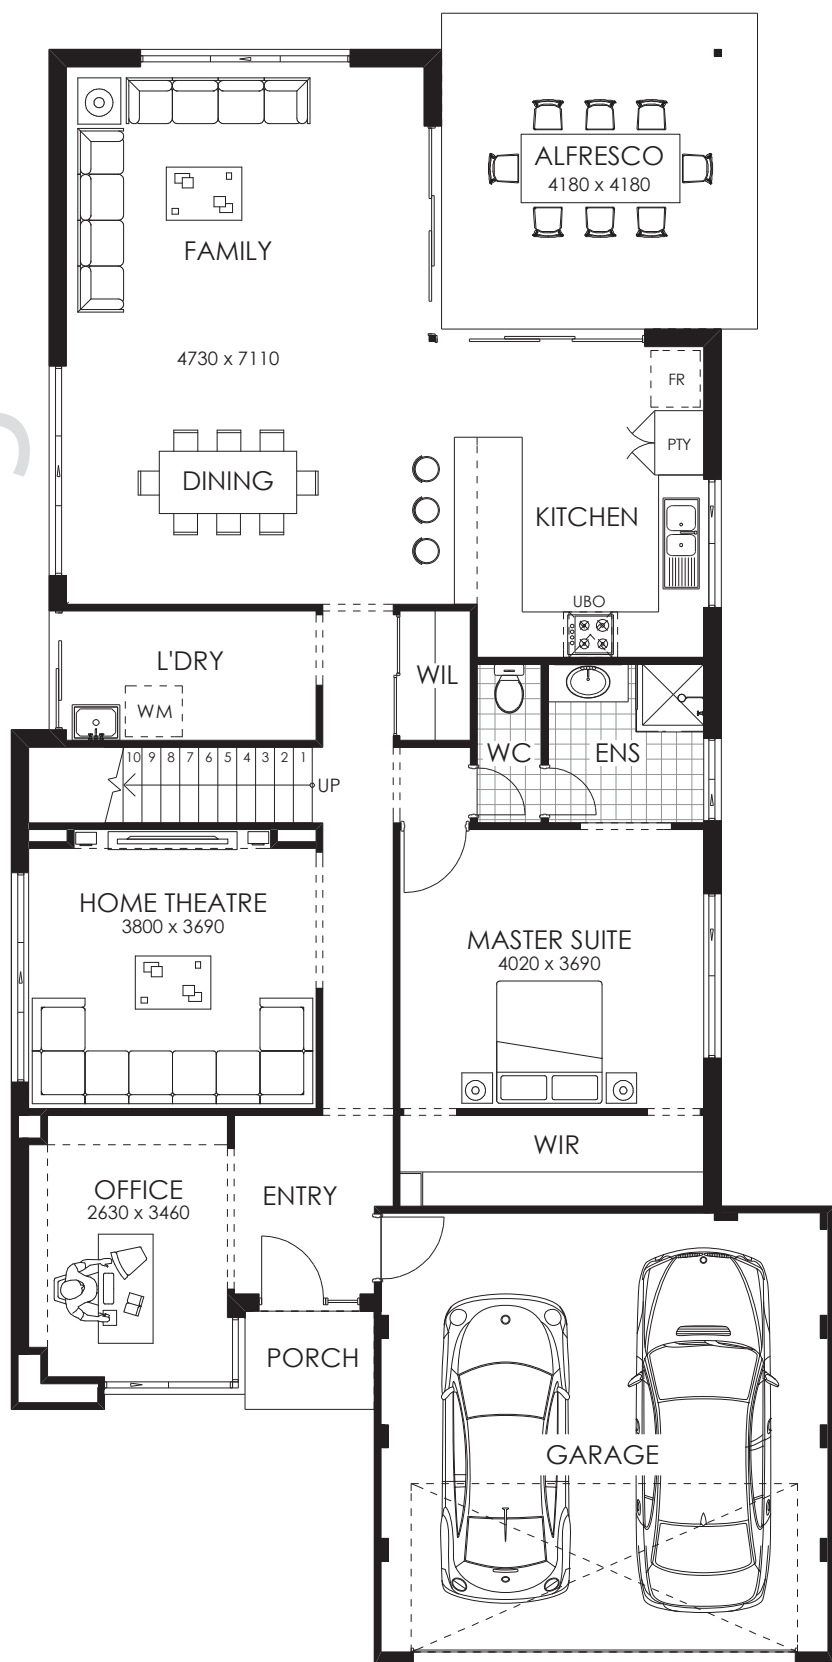 ALFRESCO
4180 x 4180
FAMILY
4730 x 7110
FR
PTY
DINING
KITCHEN
UBO
L'DRY
WIL
WM
WC
ENS
10 9 8 7 6 5 4 3 2 1
UP
HOME THEATRE
3800 x 3690
MASTER SUITE
4020 x 3690
WIR
OFFICE
2630 x 3460
ENTRY
PORCH
GARAGE